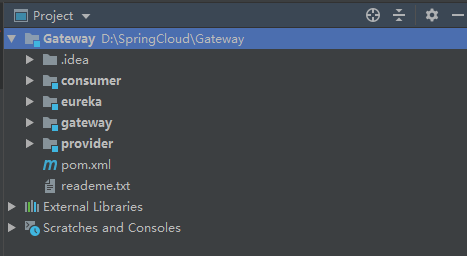 Project
Gateway D:\SpringCloud\Gateway
.idea
consumer
eureka
gateway
provider
pom.xml
reademe.txt
External Libraries
Scratches and Consoles